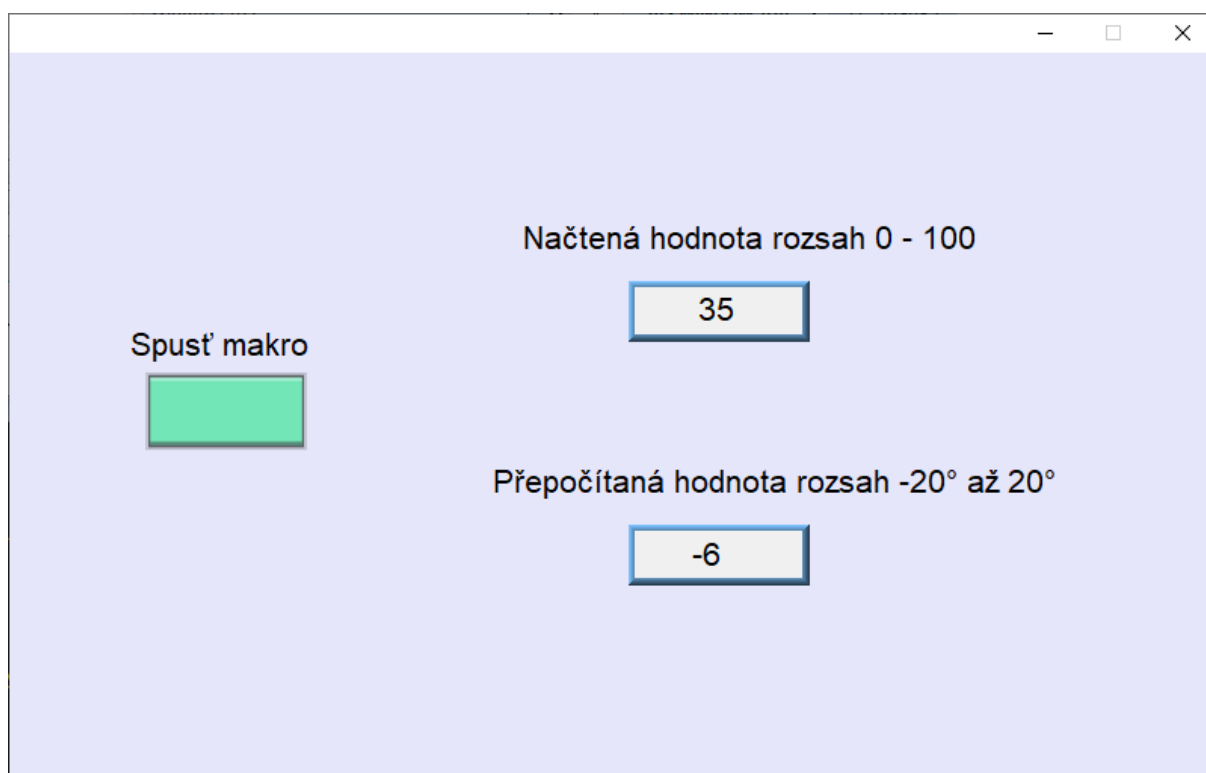 Načtená hodnota rozsah 0 - 100
35
Spusť makro
Přepočítaná hodnota rozsah -20° až 20°
-6